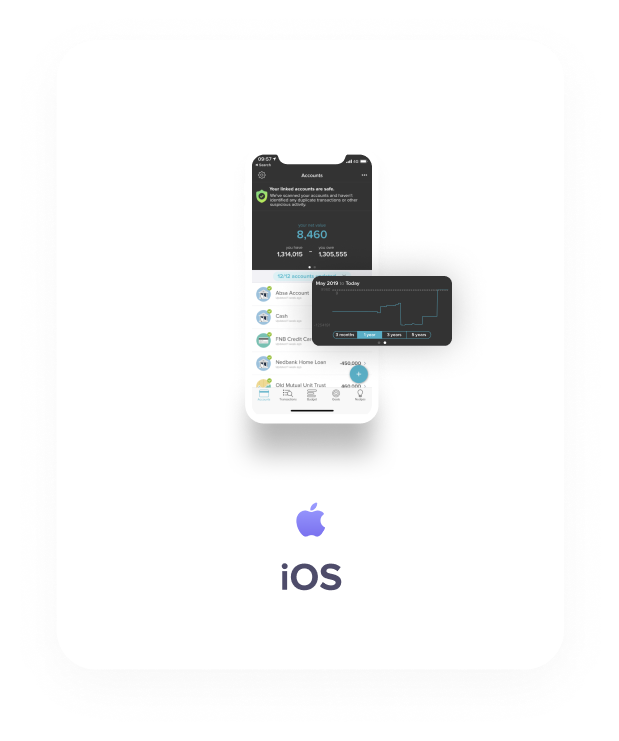 09:57
4G
Search
Accounts
Your linked accounts are safe.
We've scanned your accounts and haven't
identified any duplicate transactions or other
suspicious activity.
8,460
you have
you owe
1,314,015 – 1,305,555
12/12 accounts
May 2019 to Today
Absa Account
Cash
3 months
1 year
3 years
5 years
FNB Credit
Nedbank Home Loan
-450,000
+
Old Mutual Unit Trust
460,000
Accounts
Transactions
Budget
iOS